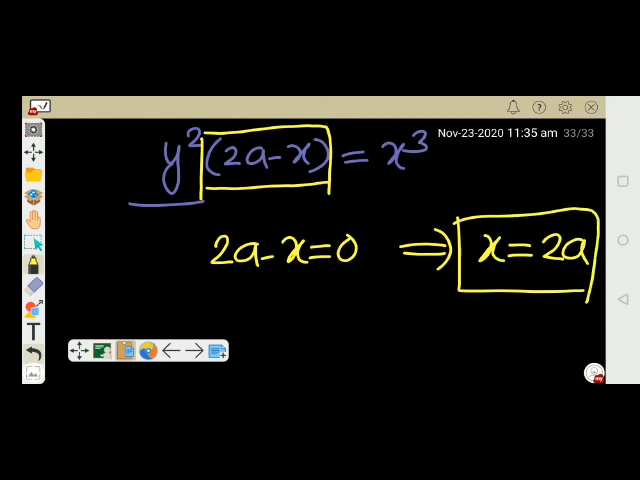 Nov-23-2020 11:35 am 33/33
y²(2a-x) = x³
2a-x=0 ⇒ x=2a
T